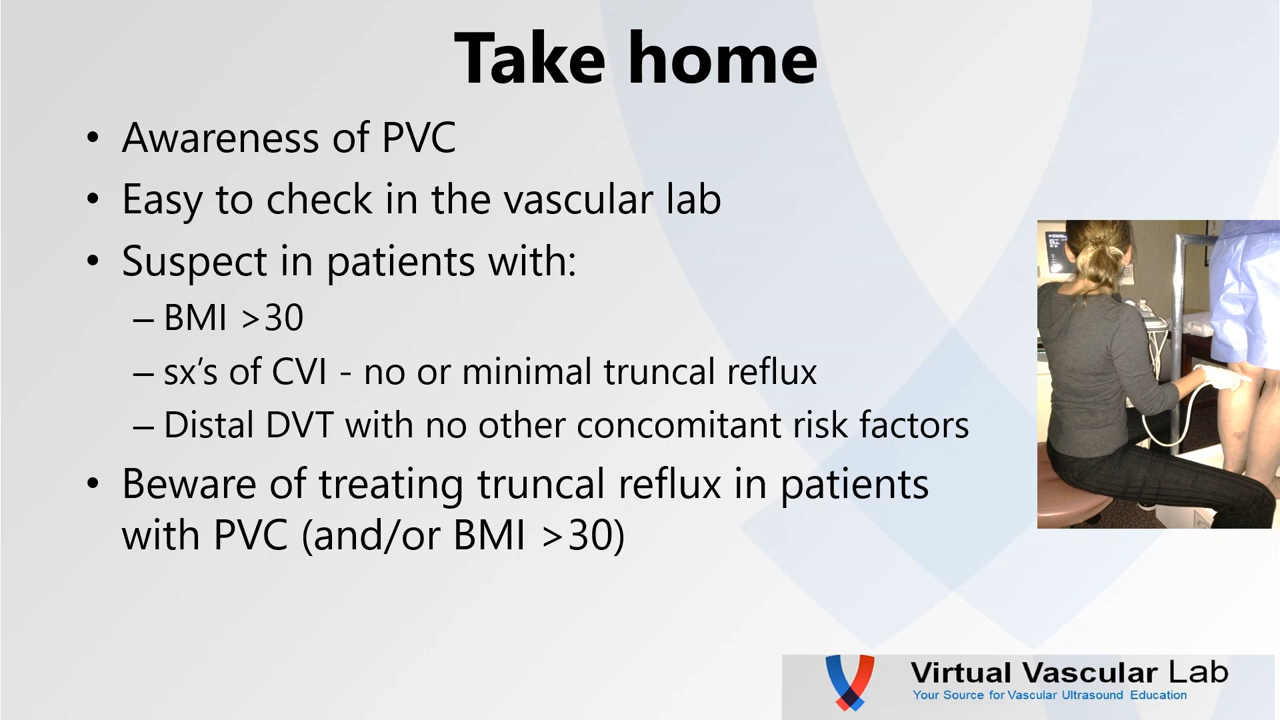 Take home
• Awareness of PVC
• Easy to check in the vascular lab
• Suspect in patients with:
– BMI >30
– sx’s of CVI - no or minimal truncal reflux
– Distal DVT with no other concomitant risk factors
• Beware of treating truncal reflux in patients
with PVC (and/or BMI >30)
Virtual Vascular Lab
Your Source for Vascular Ultrasound Education